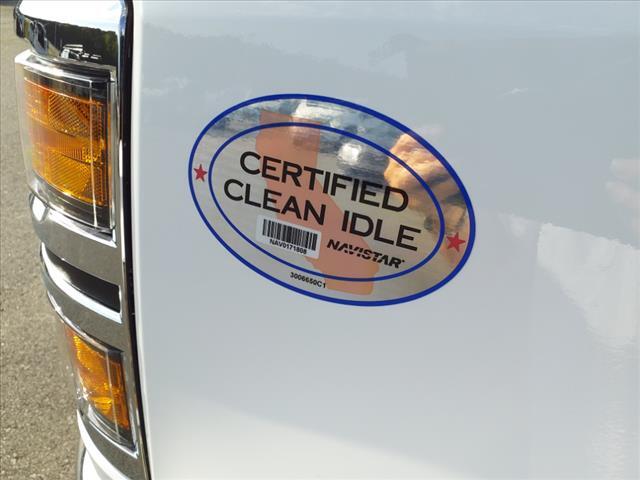 CERTIFIED
CLEAN IDLE
NAV0171808
NAVISTAR
3006650C1